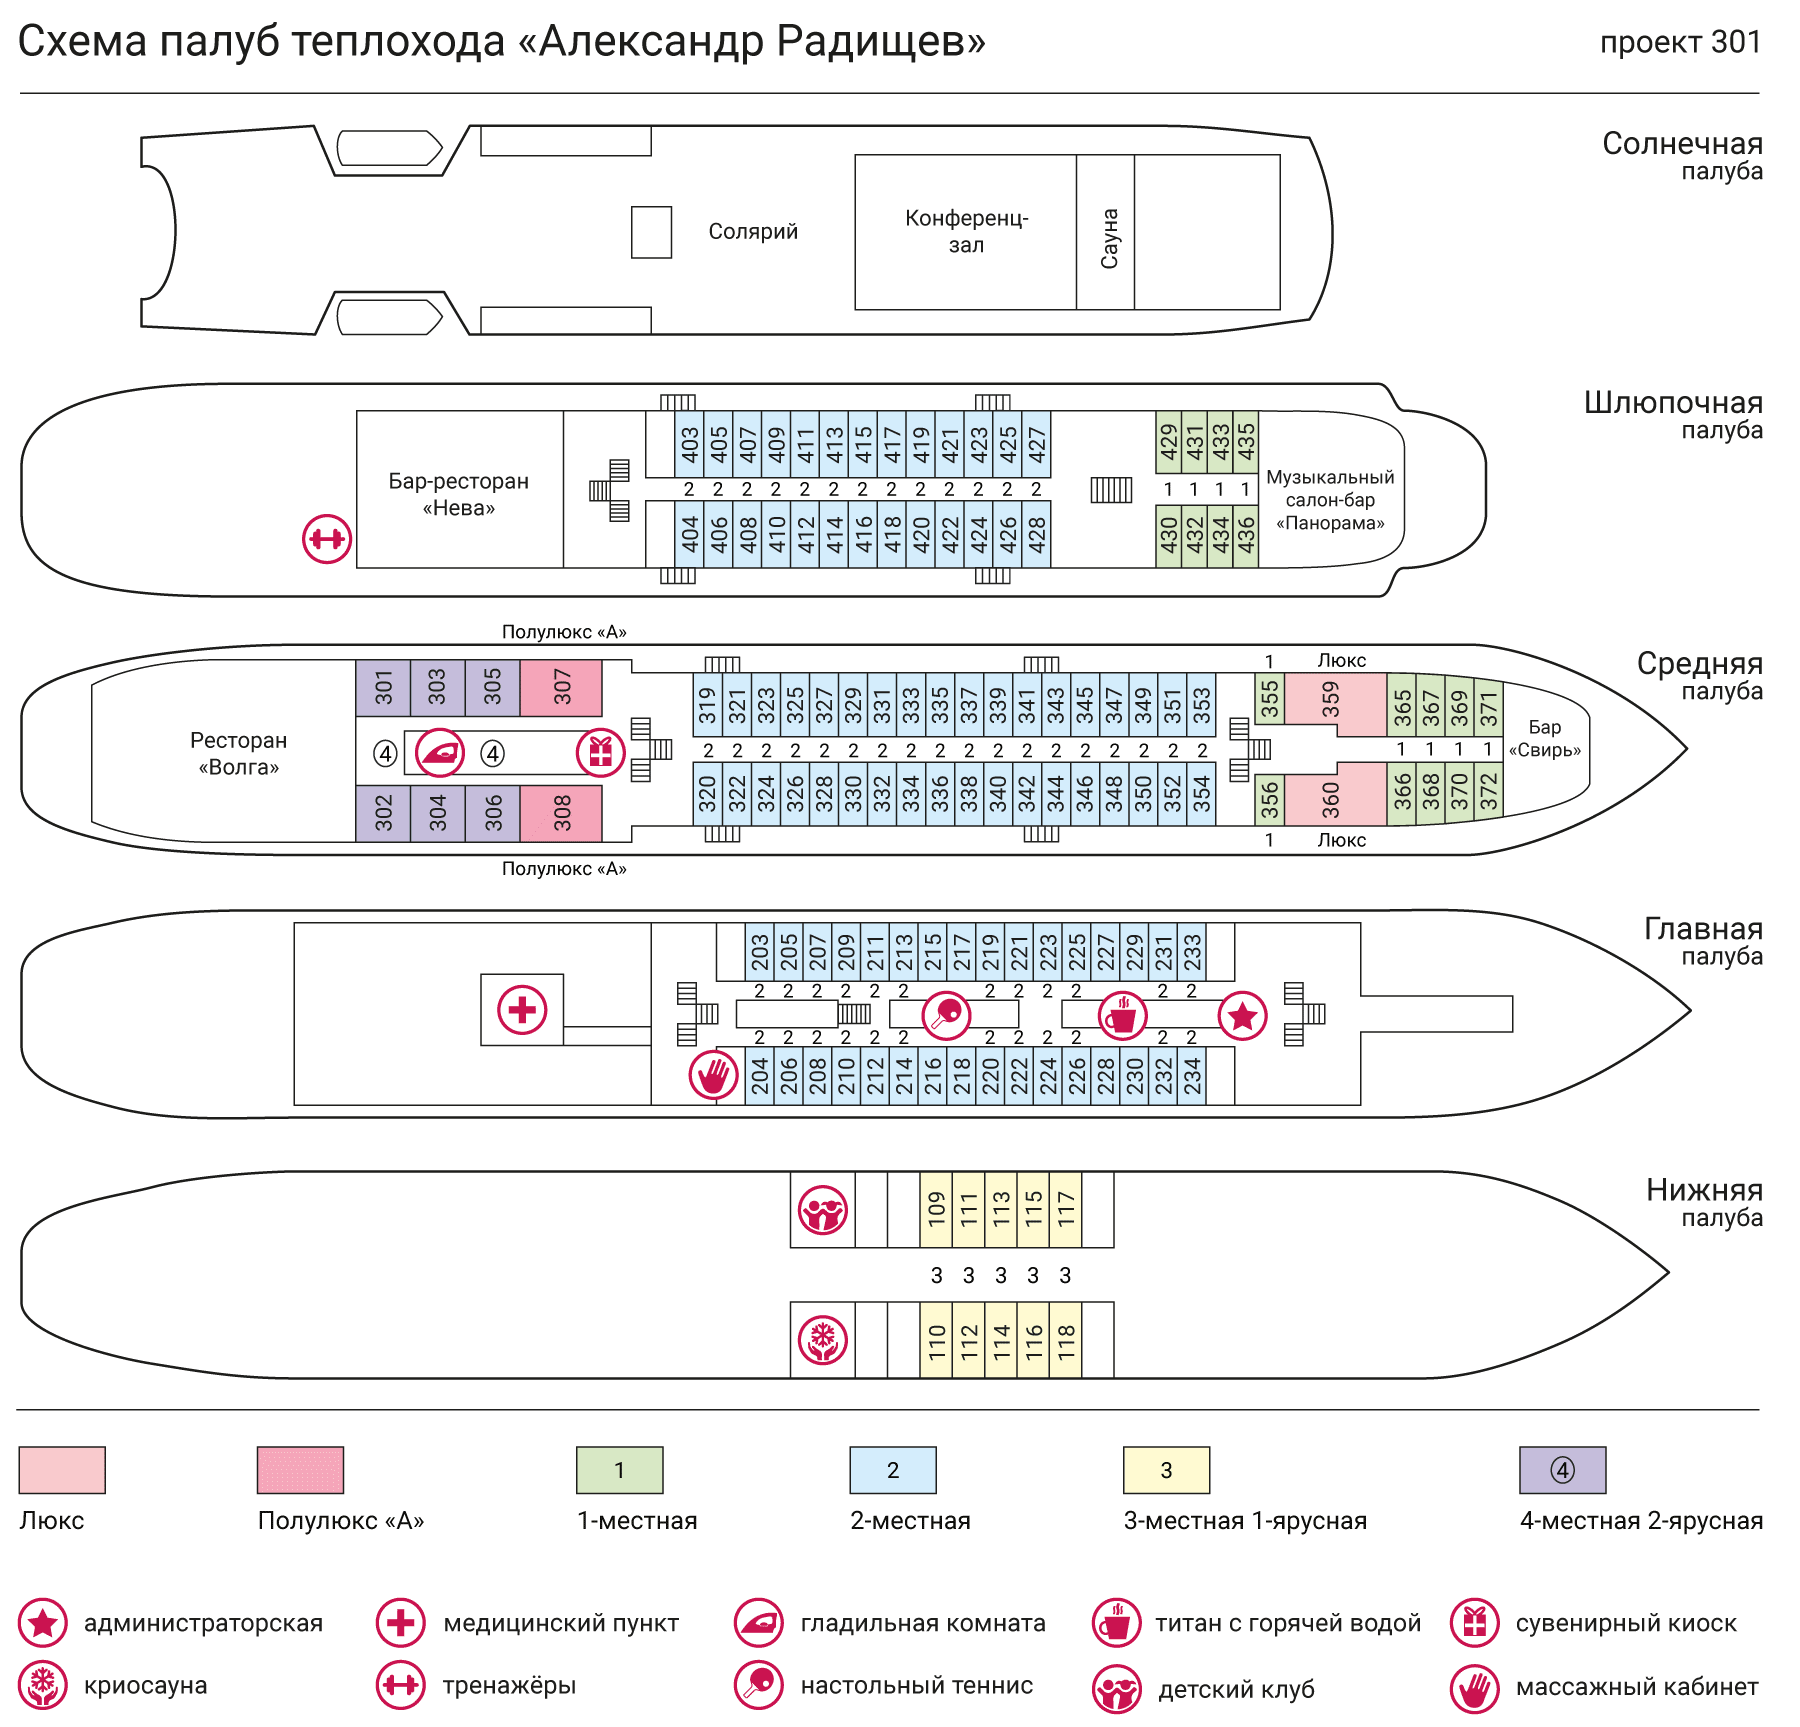 Схема палуб теплохода «Александр Радищев»
проект 301
Солнечная
палуба
Солярий
Конференц-
зал
Сауна
Шлюпочная
палуба
403 405 407 409 411 413 415 417 419 421 423 425 427
429 431 433 435
Бар-ресторан
«Нева»
2 2 2 2 2 2 2 2 2 2 2 2 2
1 1 1 1
Музыкальный
салон-бар
«Панорама»
404 406 408 410 412 414 416 418 420 422 424 426 428
430 432 434 436
Полулюкс «А»
1
Люкс
Средняя
палуба
301 303 305 307
319 321 323 325 327 329 331 333 335 337 339 341 343 345 347 349 351 353
355 359 365 367 369 371
Ресторан
«Волга»
4 4
2 2 2 2 2 2 2 2 2 2 2 2 2 2 2 2 2 2
1 1 1 1
Бар
«Свирь»
302 304 306 308
320 322 324 326 328 330 332 334 336 338 340 342 344 346 348 350 352 354
356 360 366 368 370 372
1
Люкс
Полулюкс «А»
Главная
палуба
203 205 207 209 211 213 215 217 219 221 223 225 227 229 231 233
2 2 2 2 2 2 2 2 2 2 2 2
2 2 2 2 2 2 2 2 2 2 2 2
204 206 208 210 212 214 216 218 220 222 224 226 228 230 232 234
Нижняя
палуба
109 111 113 115 117
3 3 3 3 3
110 112 114 116 118
1 2 3 4
Люкс
Полулюкс «А»
1-местная
2-местная
3-местная 1-ярусная
4-местная 2-ярусная
администраторская
медицинский пункт
гладильная комната
титан с горячей водой
сувенирный киоск
криосауна
тренажёры
настольный теннис
детский клуб
массажный кабинет